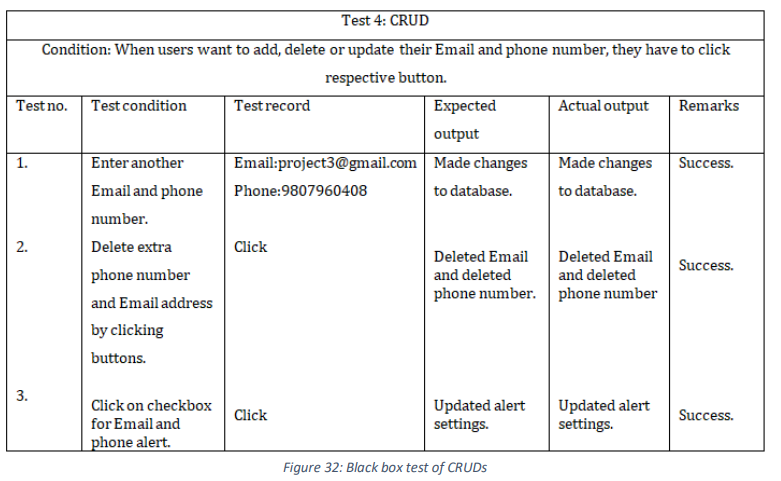 Test 4: CRUD
Condition: When users want to add, delete or update their Email and phone number, they have to click
respective button.
Test no. Test condition Test record Expected output Actual output Remarks
1. Enter another Email and phone number. Email:project3@gmail.com Phone:9807960408 Made changes to database. Made changes to database. Success.
2. Delete extra phone number and Email address by clicking buttons. Click Deleted Email and deleted phone number. Deleted Email and deleted phone number Success.
3. Click on checkbox for Email and phone alert. Click Updated alert settings. Updated alert settings. Success.
Figure 32: Black box test of CRUDs